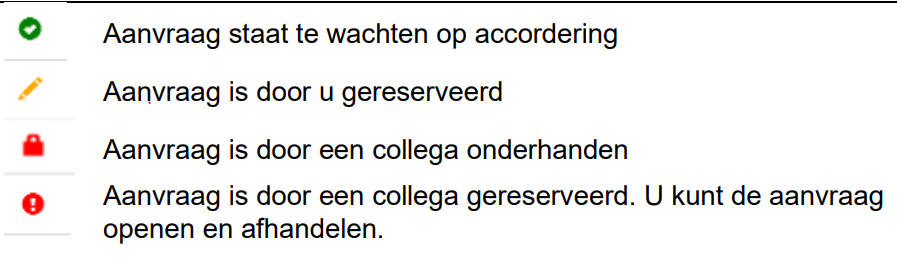 Aanvraag staat te wachten op accordering
Aanvraag is door u gereserveerd
Aanvraag is door een collega onderhanden
Aanvraag is door een collega gereserveerd. U kunt de aanvraag
openen en afhandelen.